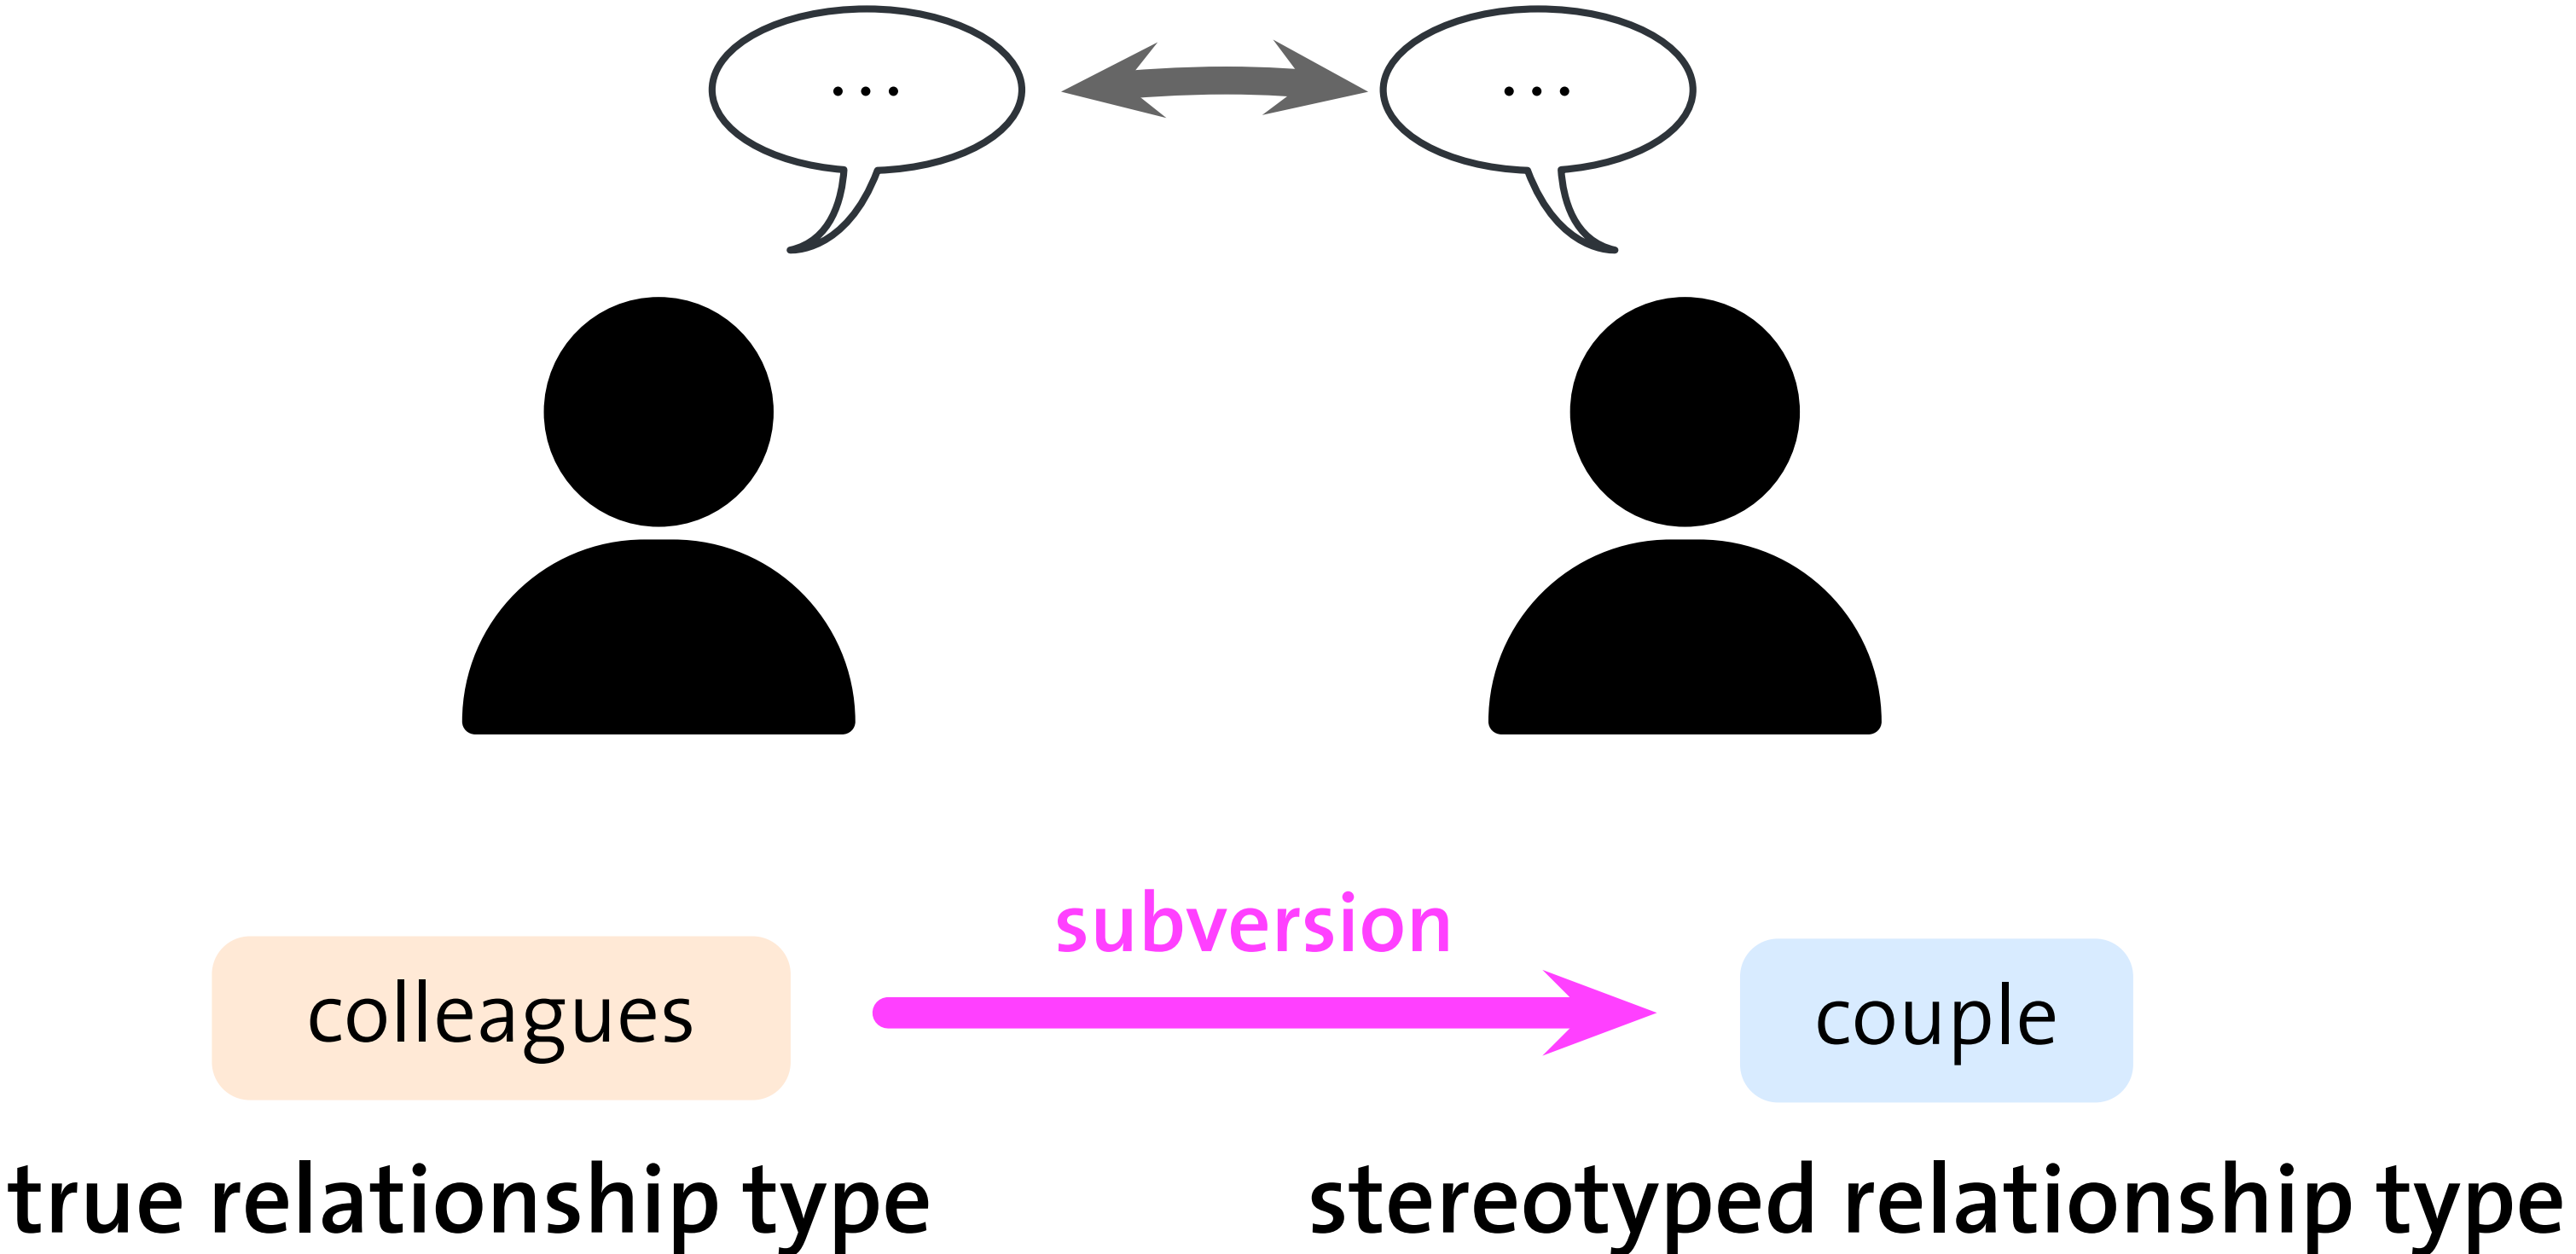 ... ...
subversion
colleagues couple
true relationship type stereotyped relationship type